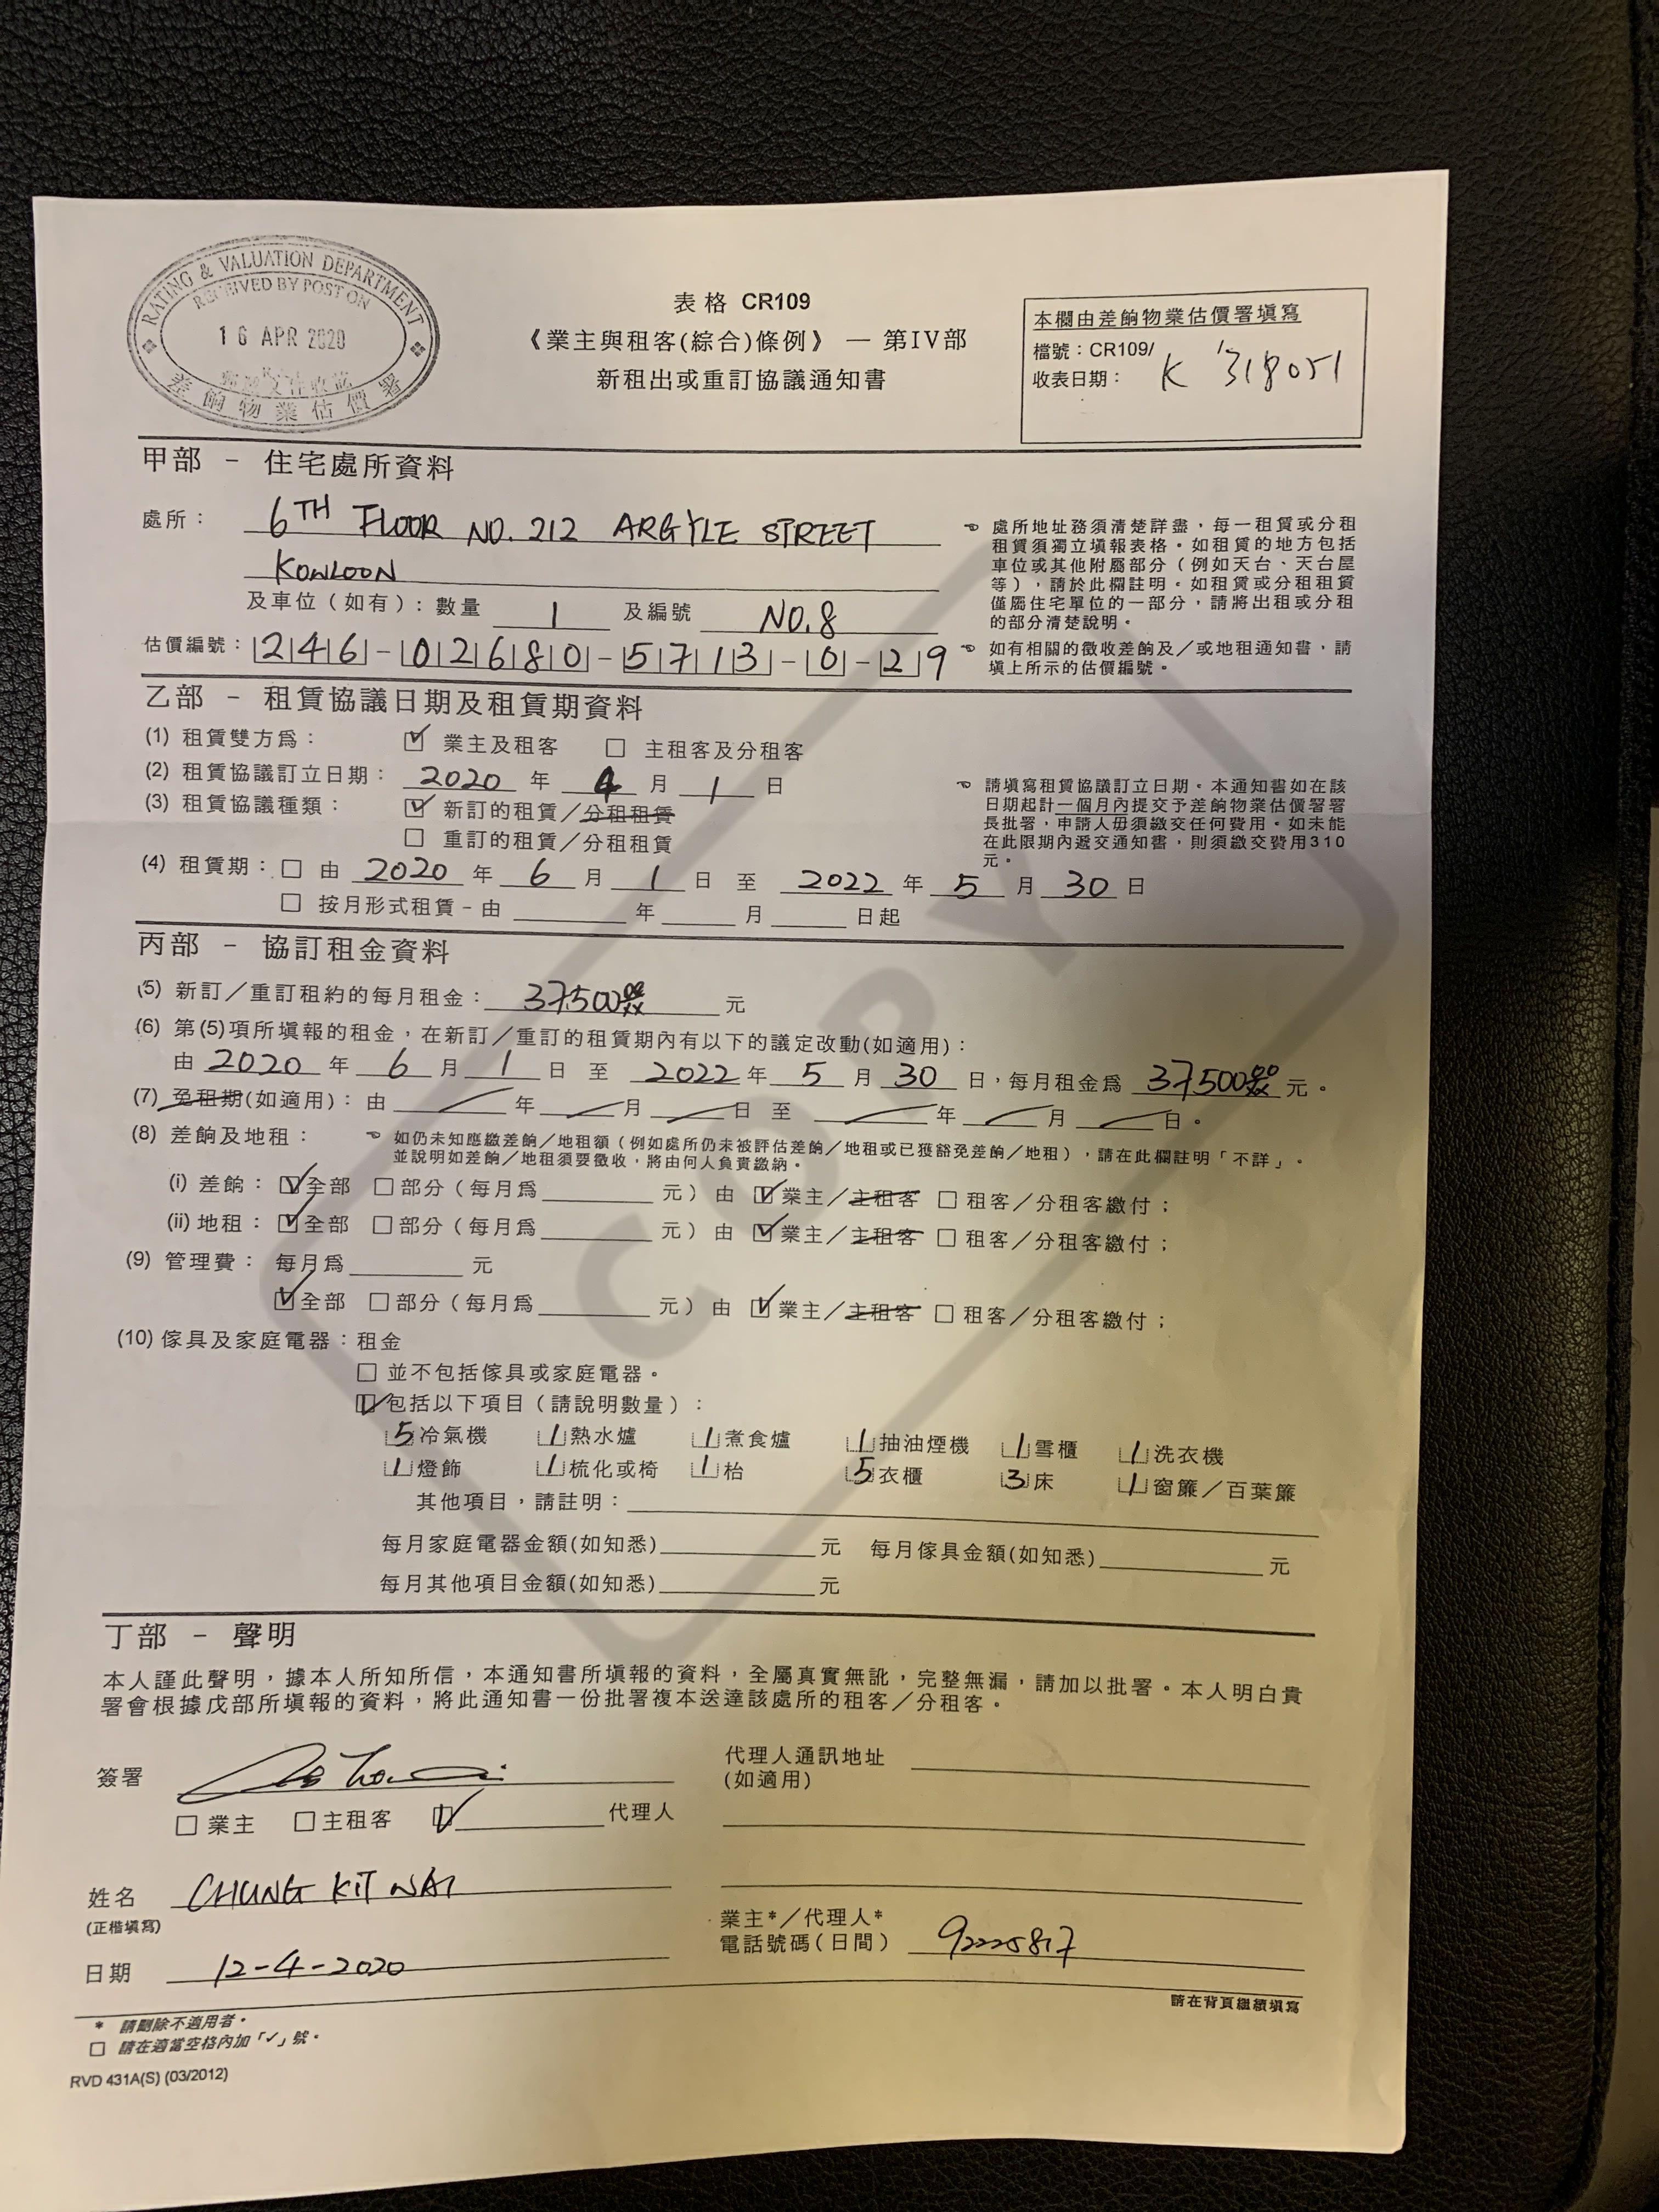 RATING & VALUATION DEPARTMENT
RECEIVED BY POST ON
16 APR 2020
差餉物業估價署
表格 CR109
《業主與租客(綜合)條例》 — 第IV部
新租出或重訂協議通知書
本欄由差餉物業估價署填寫
檔號：CR109/ K 318051
收表日期：
甲部 - 住宅處所資料
處所： 6TH FLOOR NO. 212 ARGYLE STREET
KOWLOON
及車位（如有）：數量 1 及編號 NO.8
估價編號： 246-02680-5713-0-29
☜ 處所地址務須清楚詳盡，每一租賃或分租
租賃須獨立填報表格。如租賃的地方包括
車位或其他附屬部分（例如天台、天台屋
等），請於此欄註明。如租賃或分租租賃
僅屬住宅單位的一部分，請將出租或分租
的部分清楚說明。
☜ 如有相關的徵收差餉及／或地租通知書，請
填上所示的估價編號。
乙部 - 租賃協議日期及租賃期資料
(1) 租賃雙方為： ☑ 業主及租客 □ 主租客及分租客
(2) 租賃協議訂立日期： 2020 年 4 月 1 日
(3) 租賃協議種類： ☑ 新訂的租賃／分租租賃
□ 重訂的租賃／分租租賃
☜ 請填寫租賃協議訂立日期。本通知書如在該
日期起計一個月內提交予差餉物業估價署署
長批署，申請人毋須繳交任何費用。如未能
在此限期內遞交通知書，則須繳交費用310
元。
(4) 租賃期： □ 由 2020 年 6 月 1 日 至 2022 年 5 月 30 日
□ 按月形式租賃 - 由 年 月 日起
丙部 - 協訂租金資料
(5) 新訂／重訂租約的每月租金： 37500 元
(6) 第(5)項所填報的租金，在新訂／重訂的租賃期內有以下的議定改動(如適用)：
由 2020 年 6 月 1 日 至 2022 年 5 月 30 日，每月租金為 37500 元。
(7) 免租期(如適用)：由 年 月 日 至 年 月 日。
(8) 差餉及地租： ☜ 如仍未知應繳差餉／地租額（例如處所仍未被評估差餉／地租或已獲豁免差餉／地租），請在此欄註明「不詳」。
並說明如差餉／地租須要徵收，將由何人負責繳納。
(i) 差餉： ☑ 全部 □ 部分（每月為 元）由 ☑ 業主／主租客 □ 租客／分租客繳付；
(ii) 地租： ☑ 全部 □ 部分（每月為 元）由 ☑ 業主／主租客 □ 租客／分租客繳付；
(9) 管理費： 每月為 元
☑ 全部 □ 部分（每月為 元）由 ☑ 業主／主租客 □ 租客／分租客繳付；
(10) 傢具及家庭電器：租金
□ 並不包括傢具或家庭電器。
☑ 包括以下項目（請說明數量）：
5 冷氣機 1 熱水爐 1 煮食爐 1 抽油煙機 1 雪櫃 1 洗衣機
1 燈飾 1 梳化或椅 1 枱 5 衣櫃 3 床 1 窗簾／百葉簾
其他項目，請註明：
每月家庭電器金額(如知悉) 元 每月傢具金額(如知悉) 元
每月其他項目金額(如知悉) 元
丁部 - 聲明
本人謹此聲明，據本人所知所信，本通知書所填報的資料，全屬真實無訛，完整無漏，請加以批署。本人明白貴
署會根據戊部所填報的資料，將此通知書一份批署複本送達該處所的租客／分租客。
簽署
□ 業主 □ 主租客 ☑ 代理人
代理人通訊地址
(如適用)
姓名 CHUNG KIT WAI
(正楷填寫)
業主*／代理人*
電話號碼(日間) 92225817
日期 12-4-2020
請在背頁繼續填寫
* 請刪除不適用者。
□ 請在適當空格內加「✓」號。
RVD 431A(S) (03/2012)
COPY